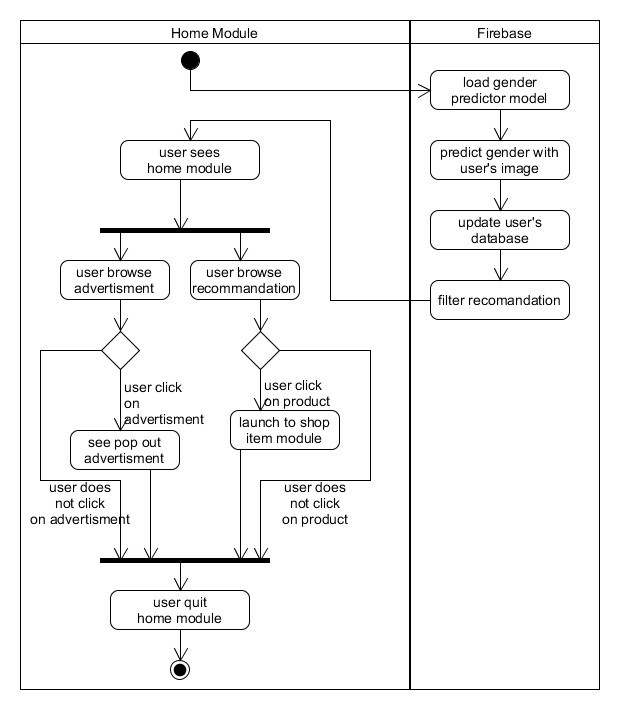 Home Module
Firebase
load gender
predictor model
user sees
home module
predict gender with
user's image
update user's
database
user browse
advertisment
user browse
recommandation
filter recomandation
user click
on
advertisment
user click
on product
launch to shop
item module
see pop out
advertisment
user does
not click
on advertisment
user does
not click
on product
user quit
home module